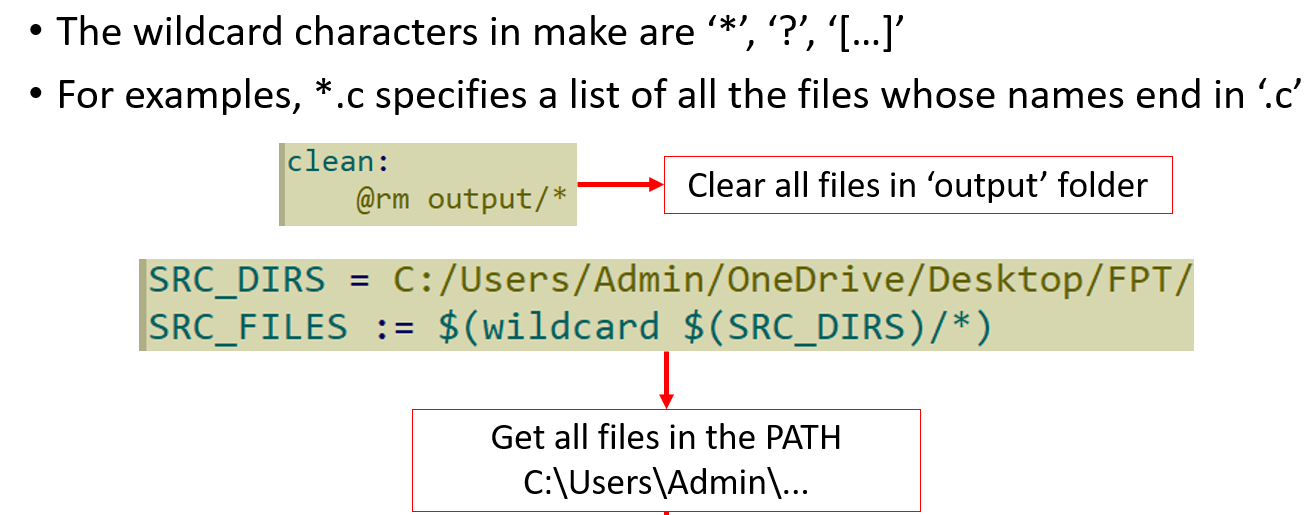 • The wildcard characters in make are ‘*’, ‘?’, ‘[…]’
• For examples, *.c specifies a list of all the files whose names end in ‘.c’
clean:
@rm output/*
Clear all files in ‘output’ folder
SRC_DIRS = C:/Users/Admin/OneDrive/Desktop/FPT/
SRC_FILES := $(wildcard $(SRC_DIRS)/*)
Get all files in the PATH
C:\Users\Admin\...